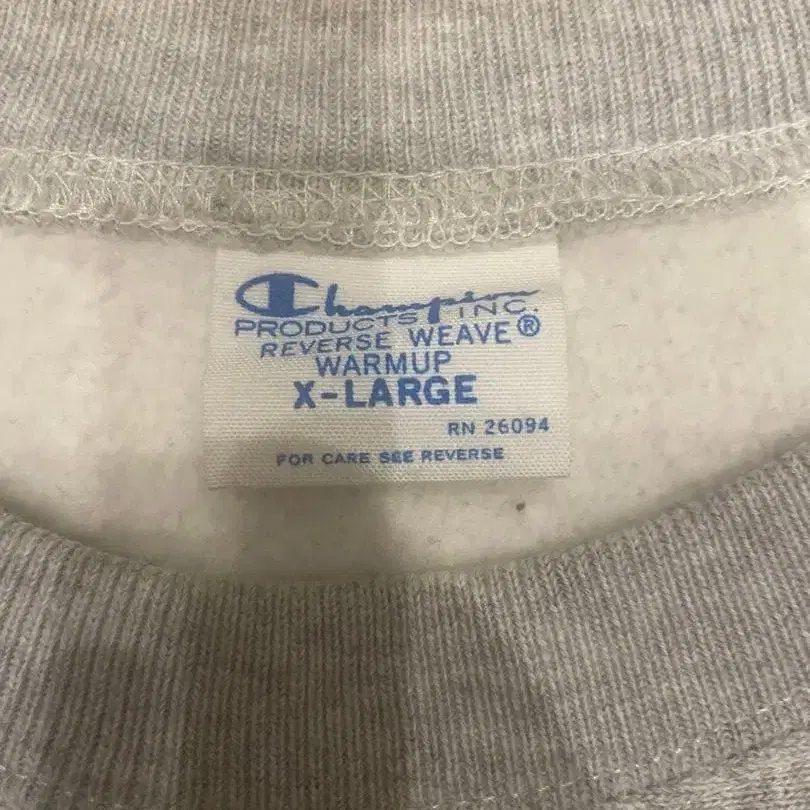 Champion
PRODUCTS INC.
REVERSE WEAVE®
WARMUP
X-LARGE
RN 26094
FOR CARE SEE REVERSE